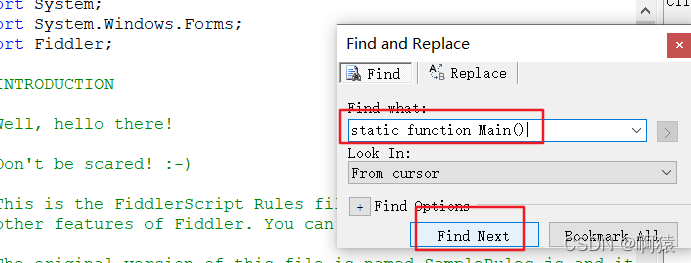 ort System;
ort System.Windows.Forms;
ort Fiddler;
INTRODUCTION
Well, hello there!
Don't be scared! :-)
This is the FiddlerScript Rules fil
other features of Fiddler. You can
The original version of this file is named SampleRules.js and it
Find and Replace
Find
Replace
Find what:
static function Main()
Look In:
From cursor
Find Options
Find Next
Bookmark All
CSDN @啊猿